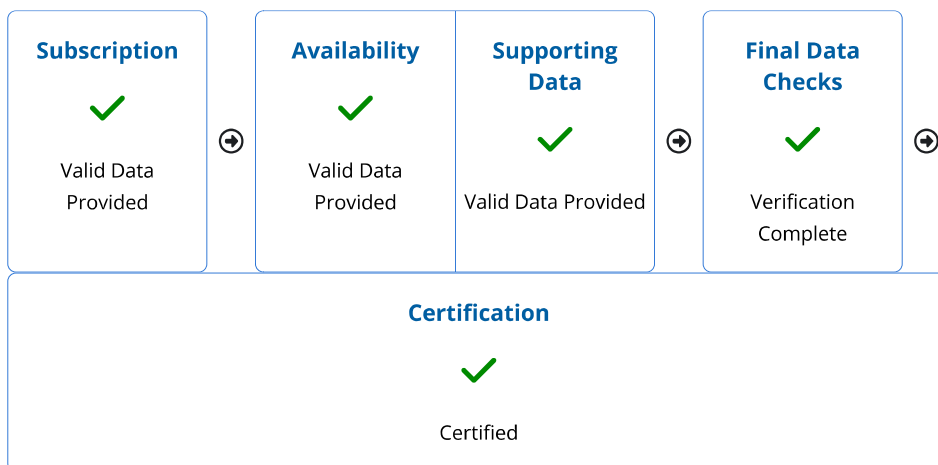 Subscription
Valid Data
Provided
Availability
Valid Data
Provided
Supporting
Data
Valid Data Provided
Final Data
Checks
Verification
Complete
Certification
Certified